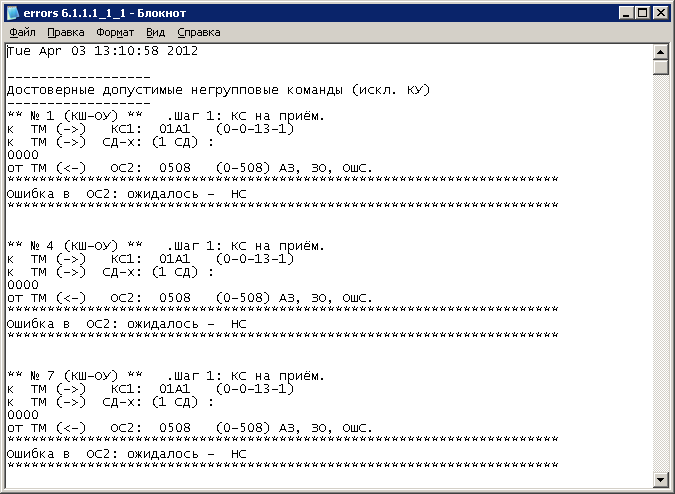 errors 6.1.1.1_1_1 - Блокнот
Файл Правка Формат Вид Справка
Tue Apr 03 13:10:58 2012
------------------
Достоверные допустимые негрупповые команды (искл. КУ)
------------------
** № 1 (КШ-ОУ) **   .Шаг 1: КС на приём.
к  ТМ (->)   КС1:  01A1   (0-0-13-1)
к  ТМ (->)  СД-х: (1 СД) :
0000
от ТМ (<-)   ОС2:  0508   (0-508) АЗ, ЗО, ОшС.
*********************************************************************
Ошибка в  ОС2: ожидалось -  НС
*********************************************************************
** № 4 (КШ-ОУ) **   .Шаг 1: КС на приём.
к  ТМ (->)   КС1:  01A1   (0-0-13-1)
к  ТМ (->)  СД-х: (1 СД) :
0000
от ТМ (<-)   ОС2:  0508   (0-508) АЗ, ЗО, ОшС.
*********************************************************************
Ошибка в  ОС2: ожидалось -  НС
*********************************************************************
** № 7 (КШ-ОУ) **   .Шаг 1: КС на приём.
к  ТМ (->)   КС1:  01A1   (0-0-13-1)
к  ТМ (->)  СД-х: (1 СД) :
0000
от ТМ (<-)   ОС2:  0508   (0-508) АЗ, ЗО, ОшС.
*********************************************************************
Ошибка в  ОС2: ожидалось -  НС
*********************************************************************